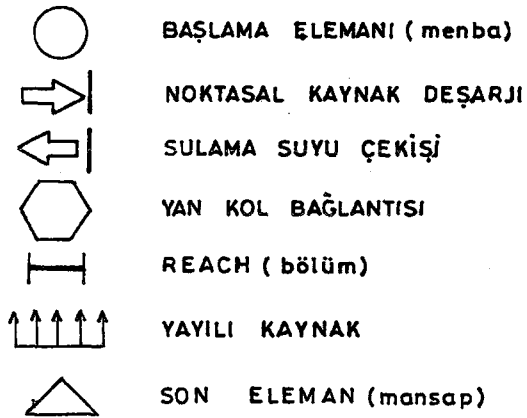 BAŞLAMA ELEMANI (menba)
NOKTASAL KAYNAK DEŞARJI
SULAMA SUYU ÇEKİŞİ
YAN KOL BAĞLANTISI
REACH (bölüm)
YAYILI KAYNAK
SON ELEMAN (mansap)